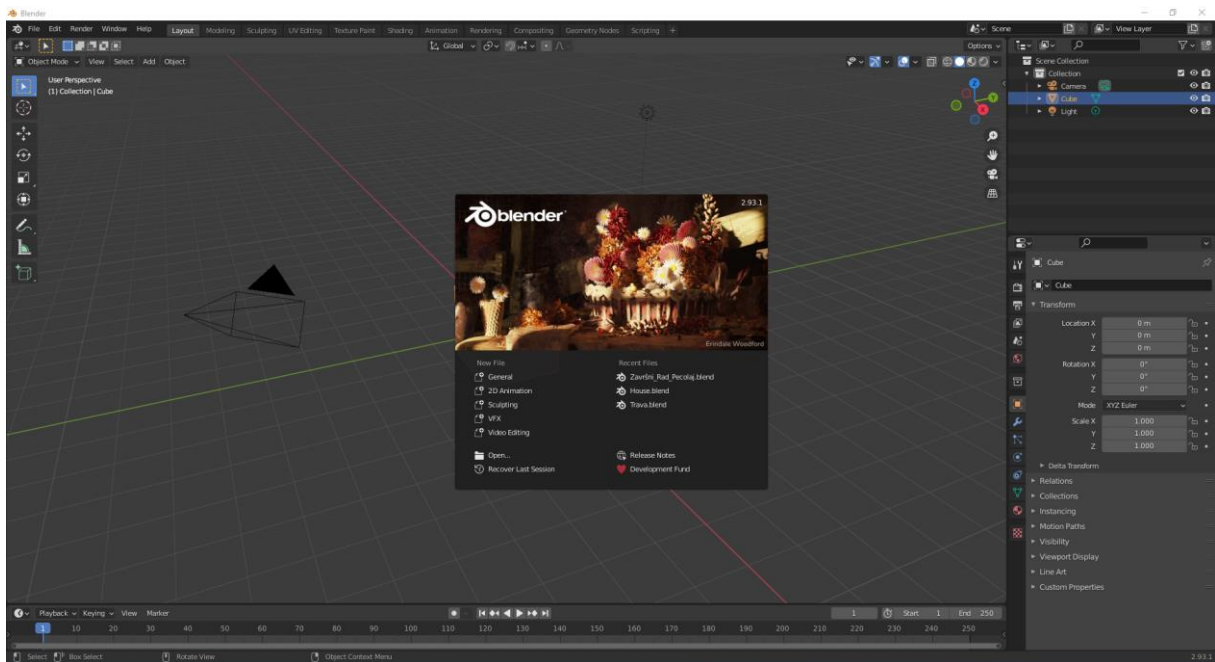 Blender
File Edit Render Window Help Layout Modeling Sculpting UV Editing Texture Paint Shading Animation Rendering Compositing Geometry Nodes Scripting + Scene View Layer
Global Options
Object Mode View Select Add Object
User Perspective
(1) Collection | Cube
Z
Y
X
Scene Collection
Collection
Camera
Cube
Light
blender
2.93.1
Erindale Woodford
New File Recent Files
General Završni_Rad_Pecolaj.blend
2D Animation House.blend
Sculpting Trava.blend
VFX
Video Editing
Open... Release Notes
Recover Last Session Development Fund
Cube
Cube
Transform
Location X 0 m
Y 0 m
Z 0 m
Rotation X 0°
Y 0°
Z 0°
Mode XYZ Euler
Scale X 1.000
Y 1.000
Z 1.000
Delta Transform
Relations
Collections
Instancing
Motion Paths
Visibility
Viewport Display
Line Art
Custom Properties
Playback Keying View Marker 1 Start 1 End 250
1 10 20 30 40 50 60 70 80 90 100 110 120 130 140 150 160 170 180 190 200 210 220 230 240 250
Select Box Select Rotate View Object Context Menu 2.93.1